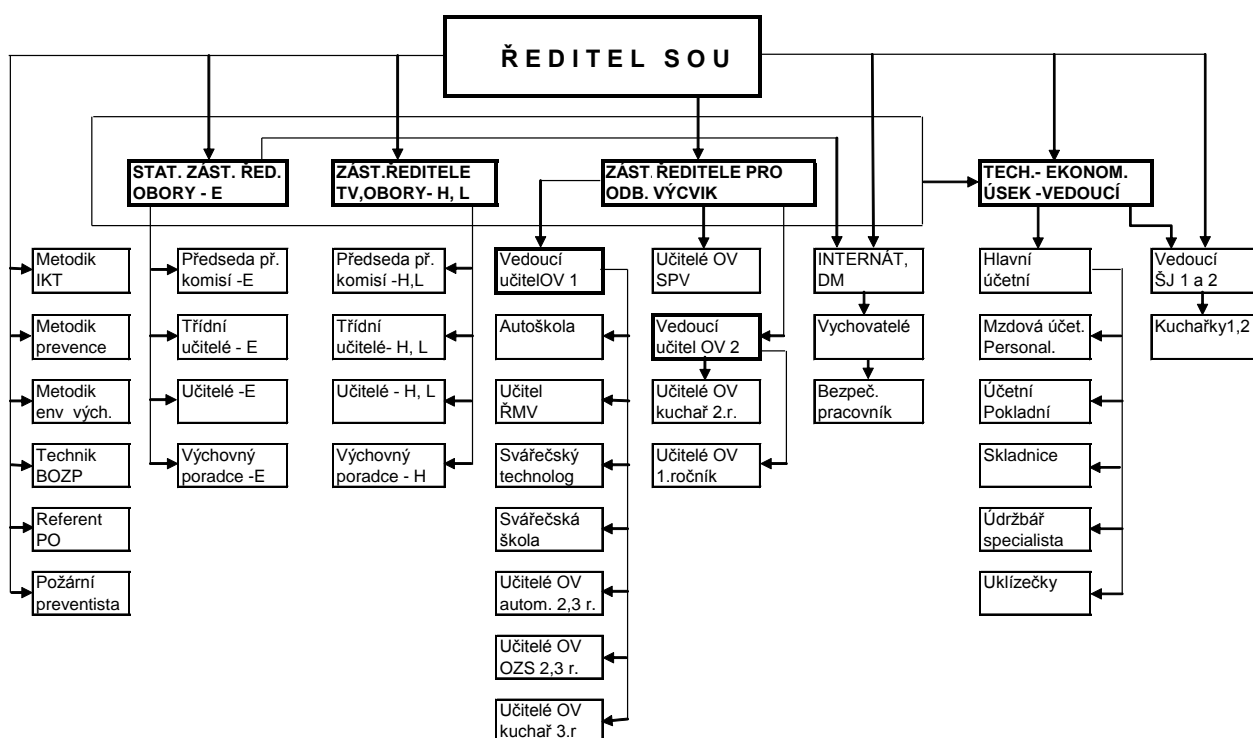 ŘEDITEL SOU
STAT. ZÁST. ŘED.
OBORY - E
ZÁST.ŘEDITELE
TV,OBORY- H, L
ZÁST. ŘEDITELE PRO
ODB. VÝCVIK
TECH.- EKONOM.
ÚSEK -VEDOUCÍ
Metodik
IKT
Metodik
prevence
Metodik
env vých.
Technik
BOZP
Referent
PO
Požární
preventista
Předseda př.
komisí -E
Třídní
učitelé - E
Učitelé -E
Výchovný
poradce -E
Předseda př.
komisí -H,L
Třídní
učitelé- H, L
Učitelé - H, L
Výchovný
poradce - H
Vedoucí
učitelOV 1
Autoškola
Učitel
ŘMV
Svářečský
technolog
Svářečská
škola
Učitelé OV
autom. 2,3 r.
Učitelé OV
OZS 2,3 r.
Učitelé OV
kuchař 3.r
Učitelé OV
SPV
Vedoucí
učitel OV 2
Učitelé OV
kuchař 2.r.
Učitelé OV
1.ročník
INTERNÁT,
DM
Vychovatelé
Bezpeč.
pracovník
Hlavní
účetní
Mzdová účet.
Personal.
Účetní
Pokladní
Skladnice
Údržbář
specialista
Uklízečky
Vedoucí
ŠJ 1 a 2
Kuchařky1,2